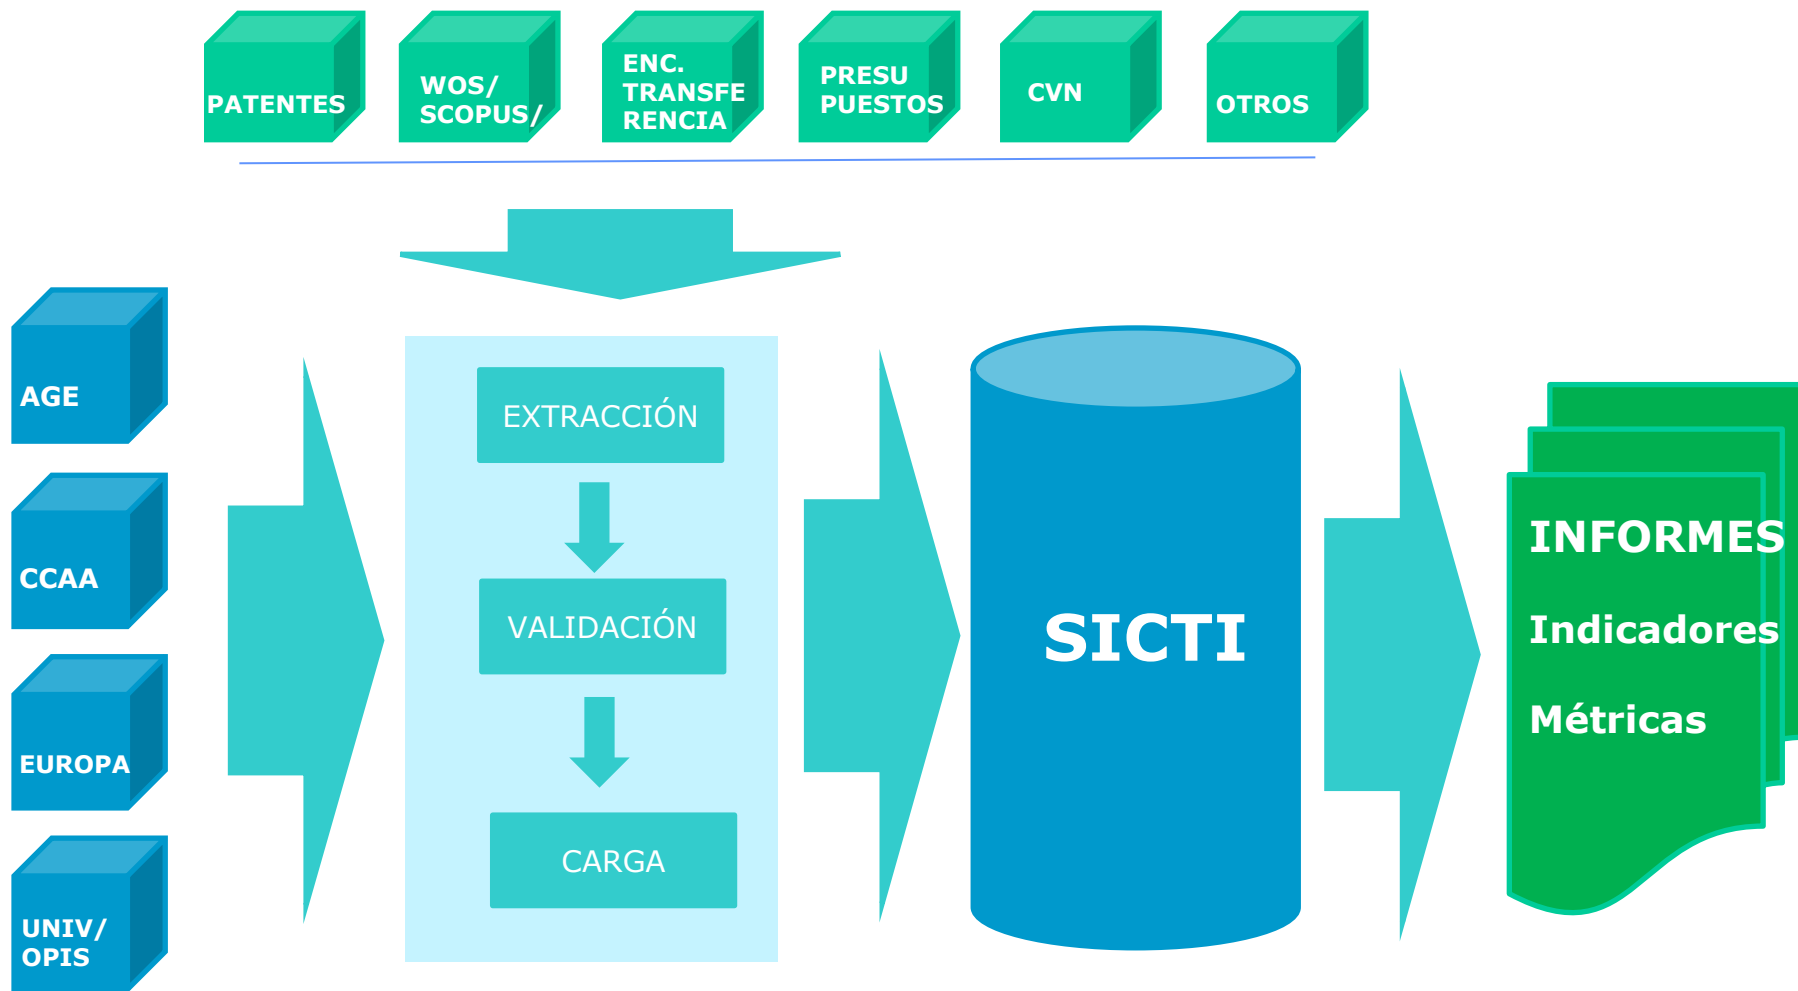 PATENTES
WOS/
SCOPUS/
ENC.
TRANSFE
RENCIA
PRESU
PUESTOS
CVN
OTROS
AGE
CCAA
EUROPA
UNIV/
OPIS
EXTRACCIÓN
VALIDACIÓN
CARGA
SICTI
INFORMES
Indicadores
Métricas